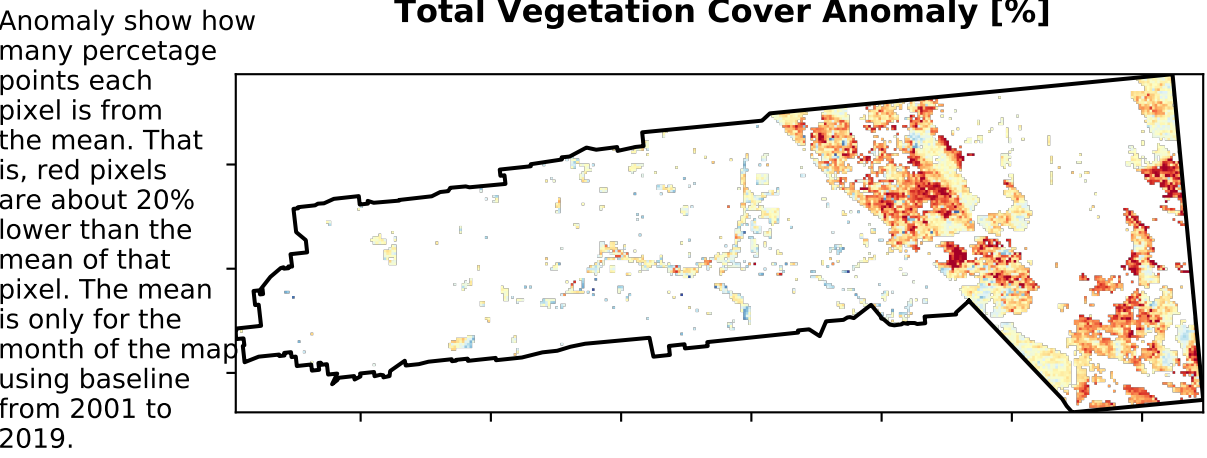 Total Vegetation Cover Anomaly [%]
Anomaly show how
many percetage
points each
pixel is from
the mean. That
is, red pixels
are about 20%
lower than the
mean of that
pixel. The mean
is only for the
month of the map
using baseline
from 2001 to
2019.